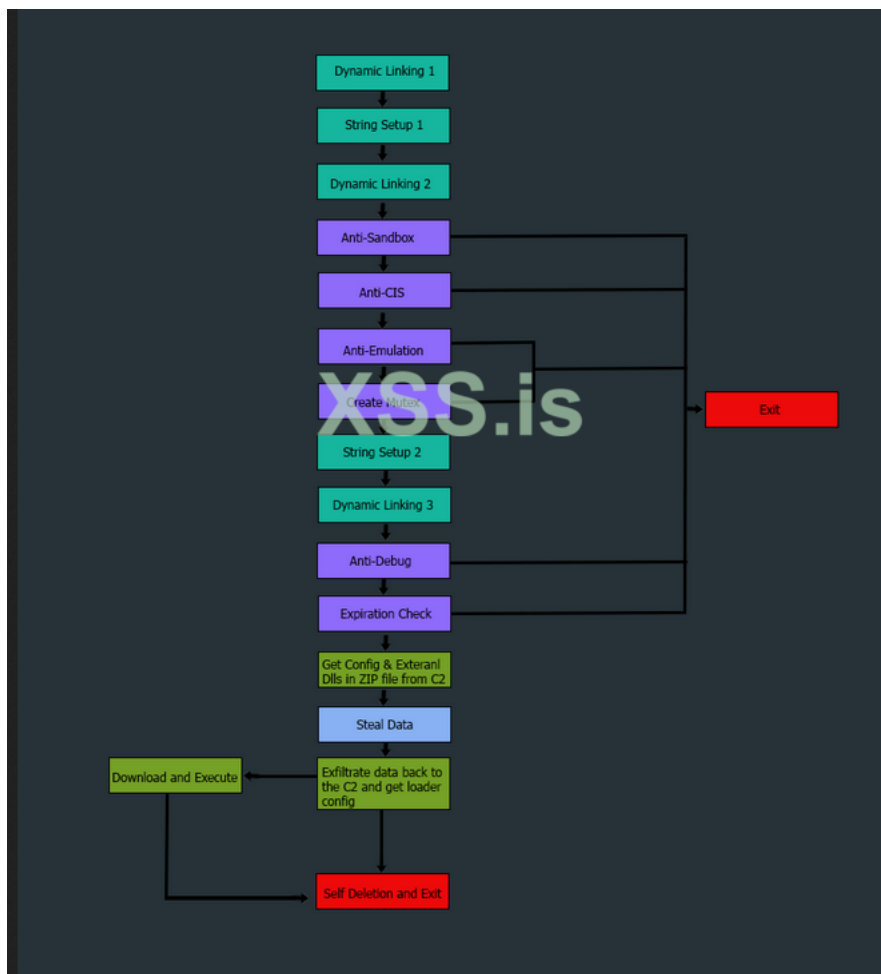 Dynamic Linking 1
String Setup 1
Dynamic Linking 2
Anti-Sandbox
Anti-CIS
Anti-Emulation
Create Mutex
XSS.is
Exit
String Setup 2
Dynamic Linking 3
Anti-Debug
Expiration Check
Get Config & Exteranl
Dlls in ZIP file from C2
Steal Data
Download and Execute
Exfiltrate data back to
the C2 and get loader
config
Self Deletion and Exit